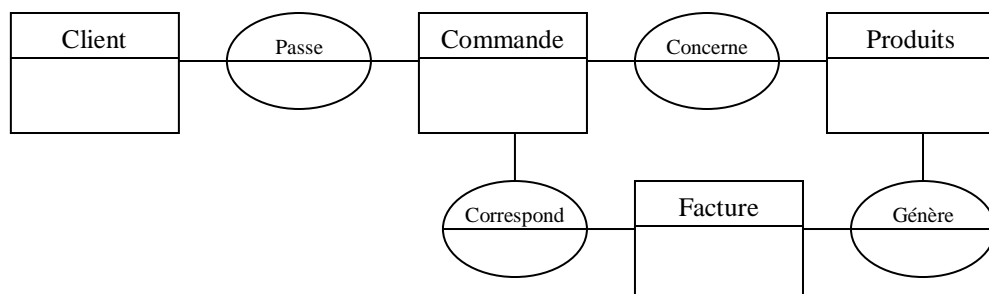 Client
Passe
Commande
Concerne
Produits
Correspond
Facture
Génère